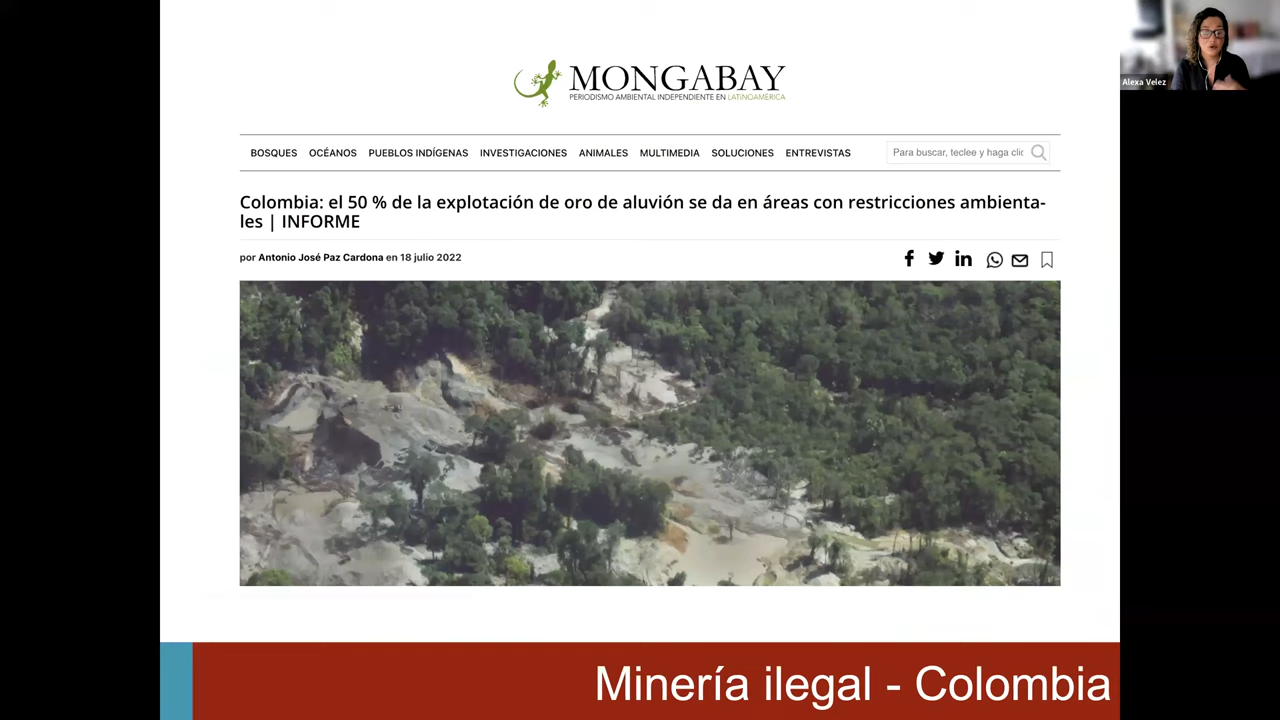 Alexa Velez
MONGABAY
PERIODISMO AMBIENTAL INDEPENDIENTE EN LATINOAMÉRICA
BOSQUES OCÉANOS PUEBLOS INDÍGENAS INVESTIGACIONES ANIMALES MULTIMEDIA SOLUCIONES ENTREVISTAS Para buscar, teclee y haga clic
Colombia: el 50 % de la explotación de oro de aluvión se da en áreas con restricciones ambienta-
les | INFORME
por Antonio José Paz Cardona en 18 julio 2022
Minería ilegal - Colombia